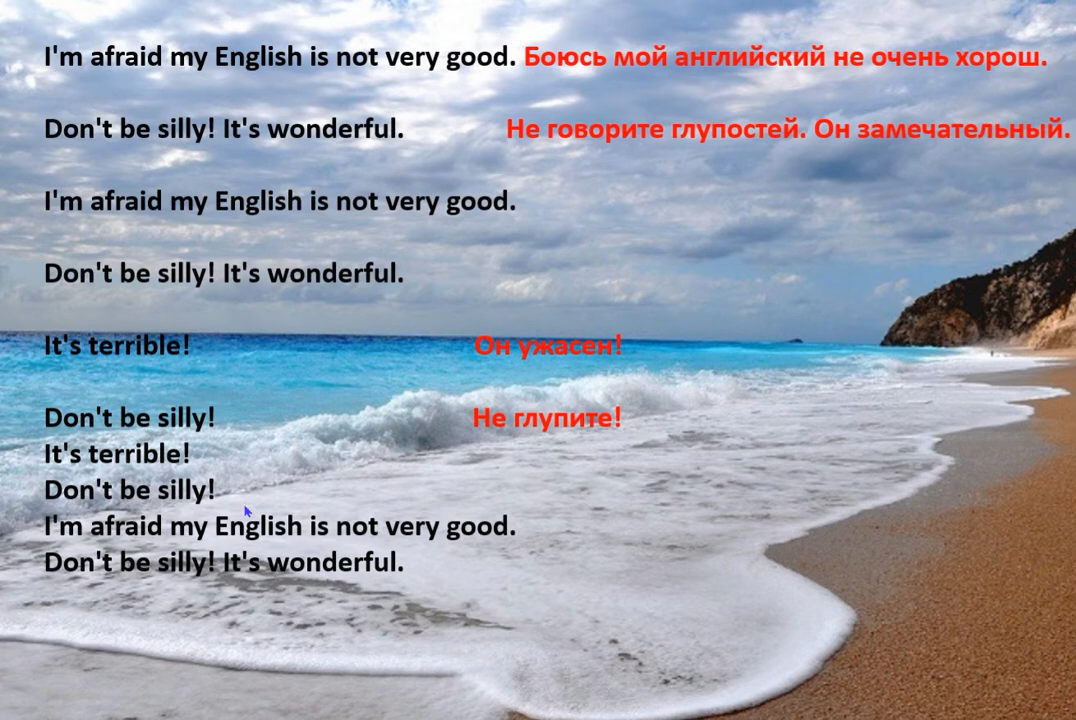 I'm afraid my English is not very good. Боюсь мой английский не очень хорош.
Don't be silly! It's wonderful. Не говорите глупостей. Он замечательный.
I'm afraid my English is not very good.
Don't be silly! It's wonderful.
It's terrible! Он ужасен!
Don't be silly! Не глупите!
It's terrible!
Don't be silly!
I'm afraid my English is not very good.
Don't be silly! It's wonderful.